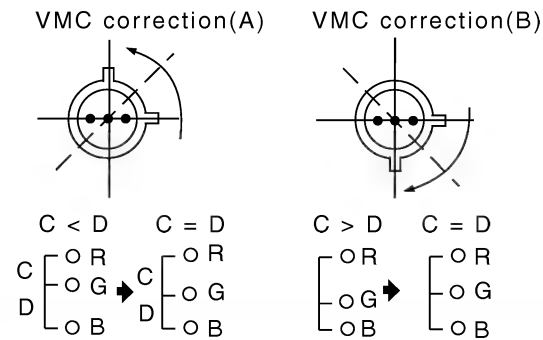 VMC correction(A)
VMC correction(B)
C < D
C = D
C > D
C = D
C
D
R
G
B
C
D
R
G
B
R
G
B
R
G
B